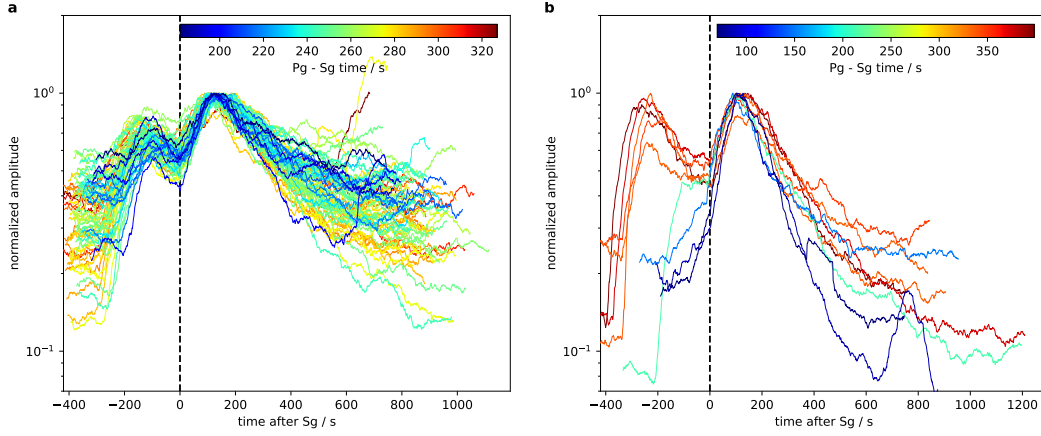 a
200 220 240 260 280 300 320
Pg - Sg time / s
10⁰
10⁻¹
normalized amplitude
−400 −200 0 200 400 600 800 1000
time after Sg / s
b
100 150 200 250 300 350
Pg - Sg time / s
10⁰
10⁻¹
normalized amplitude
−400 −200 0 200 400 600 800 1000 1200
time after Sg / s